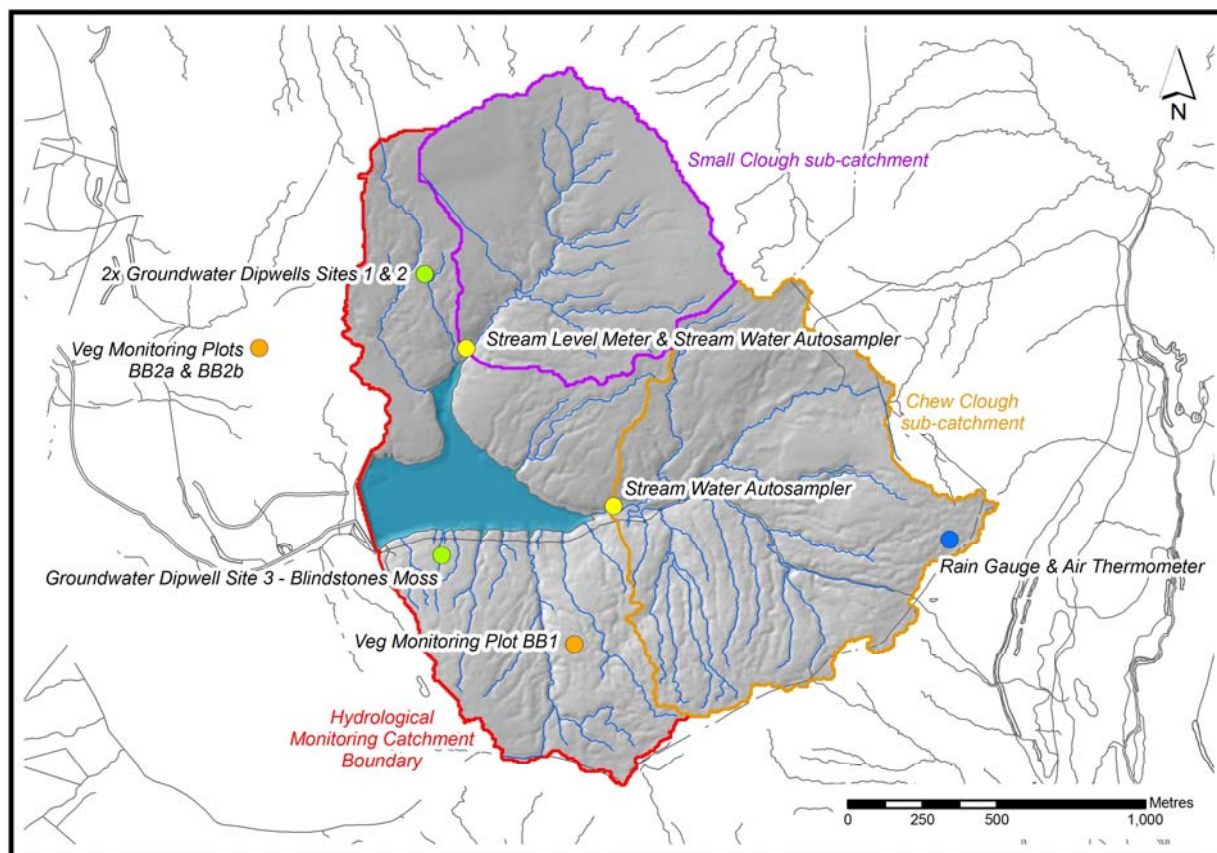 N
Small Clough sub-catchment
2x Groundwater Dipwells Sites 1 & 2
Veg Monitoring Plots
BB2a & BB2b
Stream Level Meter & Stream Water Autosampler
Chew Clough
sub-catchment
Stream Water Autosampler
Rain Gauge & Air Thermometer
Groundwater Dipwell Site 3 - Blindstones Moss
Veg Monitoring Plot BB1
Hydrological
Monitoring Catchment
Boundary
Metres
0 250 500 1,000